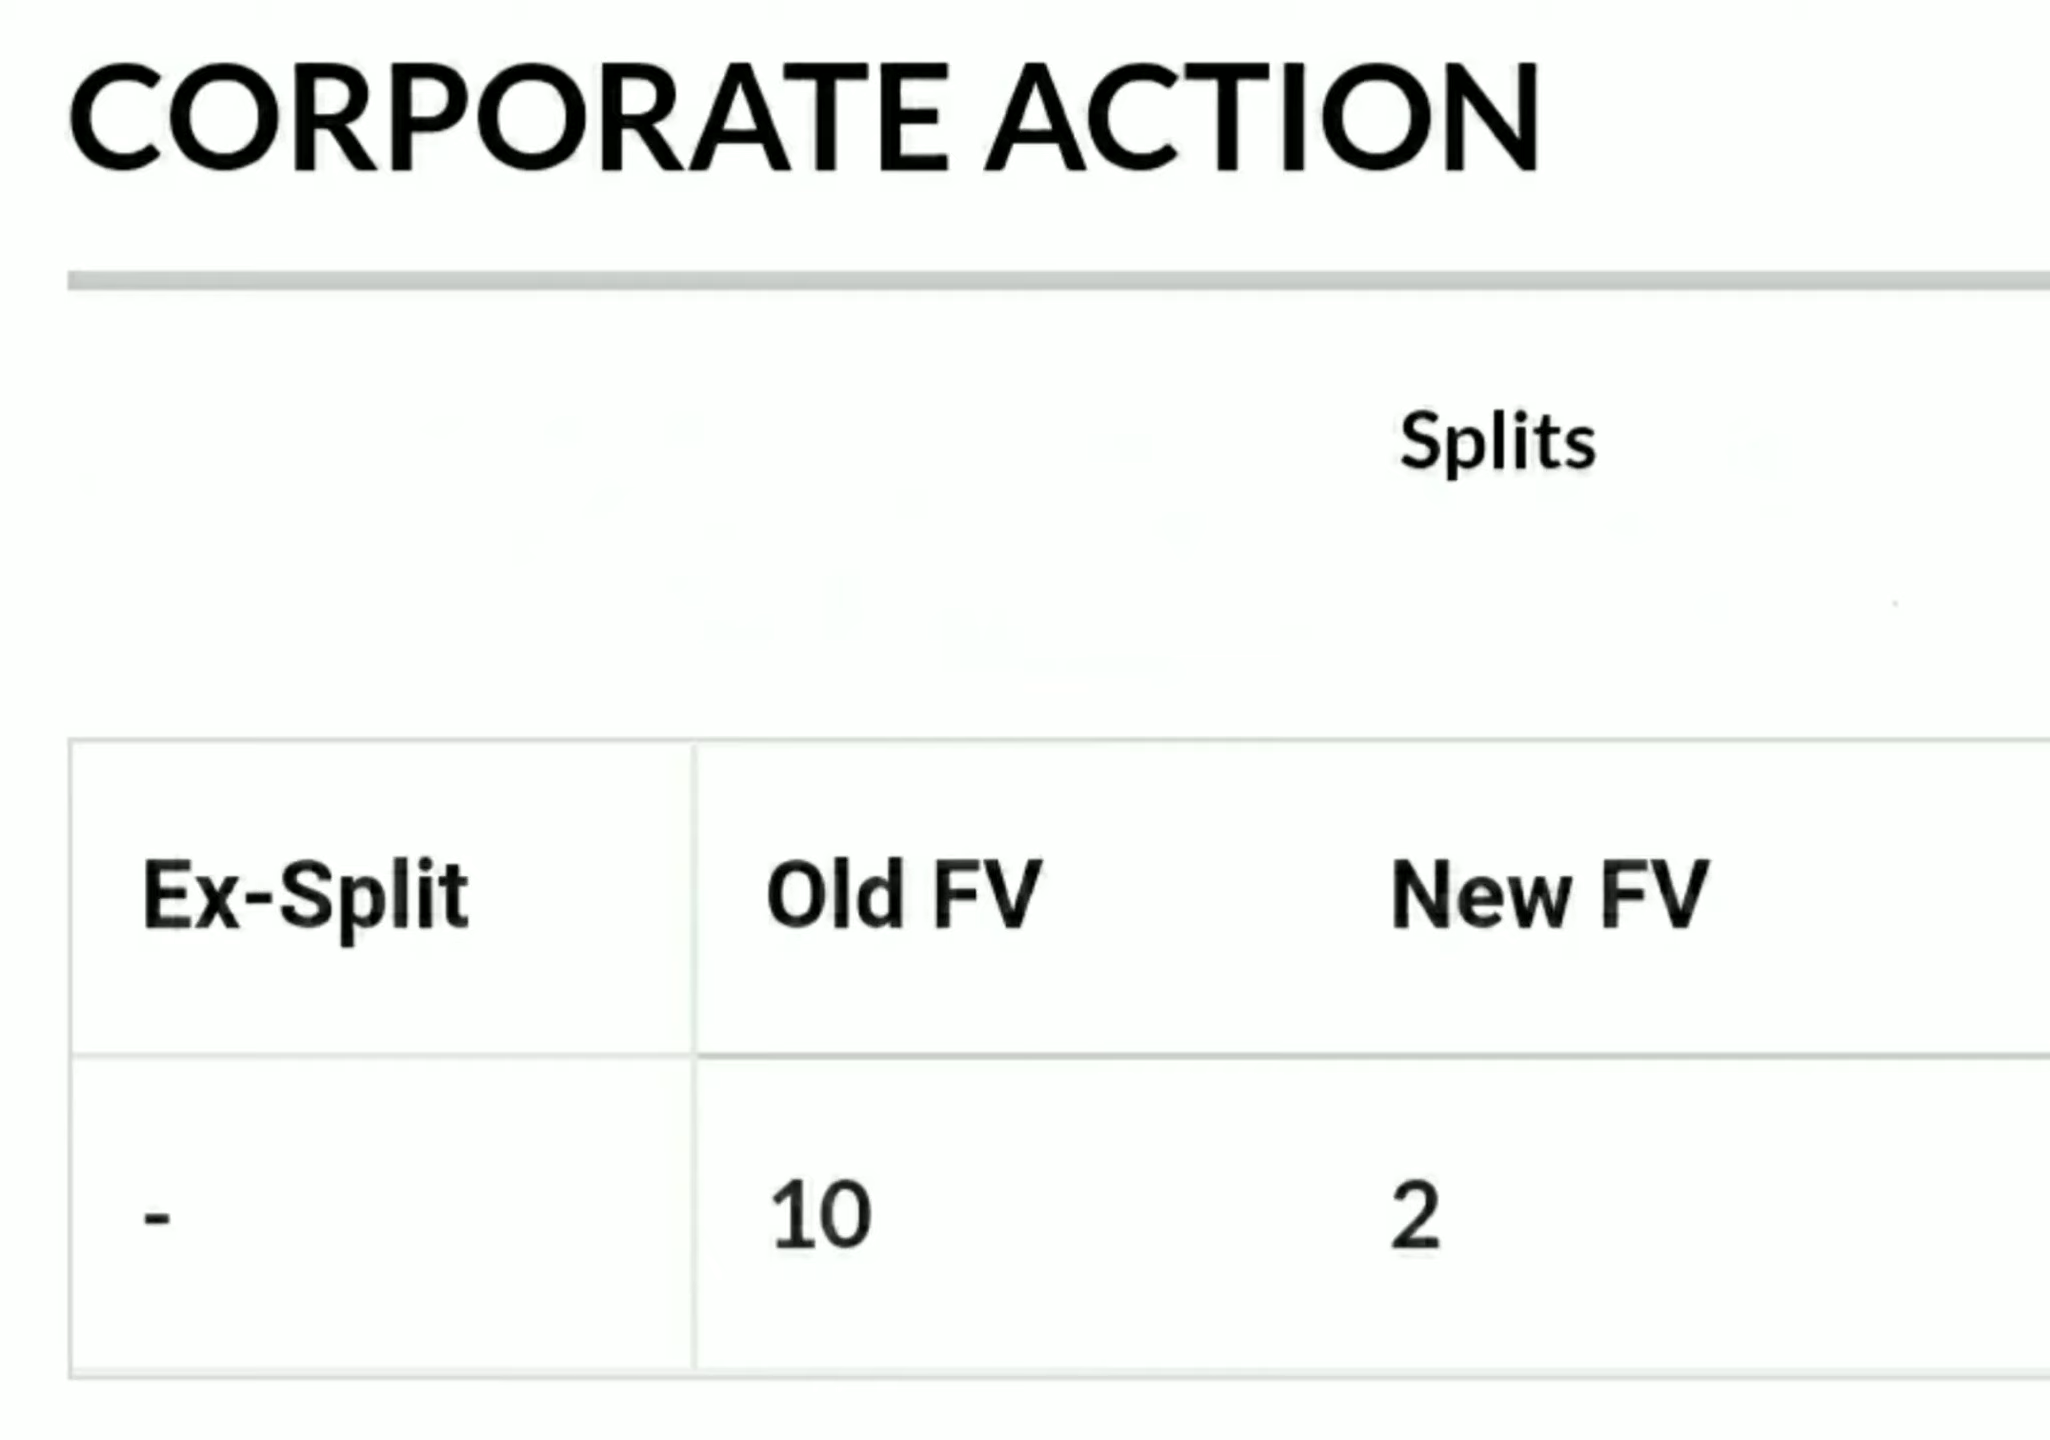 CORPORATE ACTION
Splits
Ex-Split Old FV New FV
- 10 2